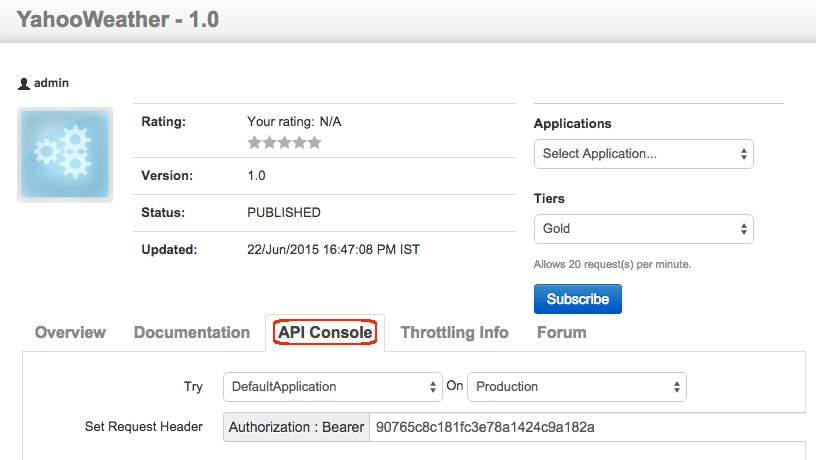 YahooWeather - 1.0
admin
Rating: Your rating: N/A
Version: 1.0
Status: PUBLISHED
Updated: 22/Jun/2015 16:47:08 PM IST
Applications
Select Application...
Tiers
Gold
Allows 20 request(s) per minute.
Subscribe
Overview Documentation API Console Throttling Info Forum
Try DefaultApplication On Production
Set Request Header Authorization : Bearer 90765c8c181fc3e78a1424c9a182a